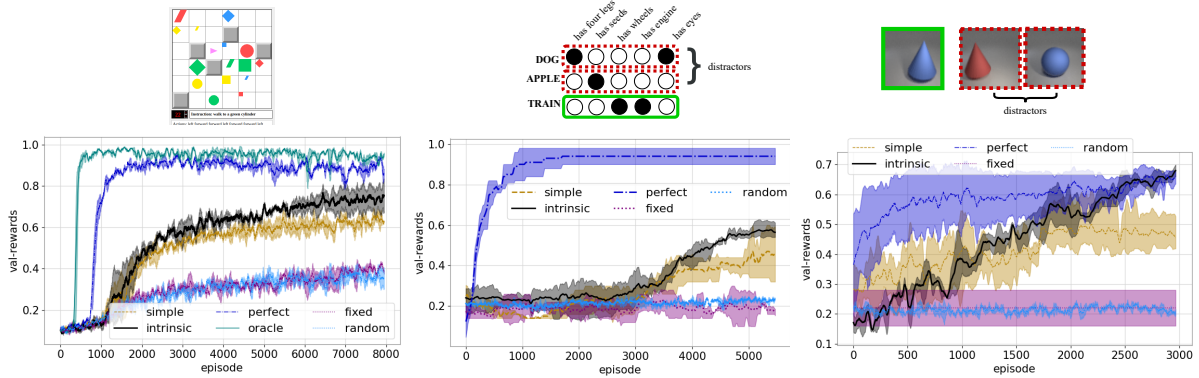 Instruction: walk to a green cylinder
has four legs
has seeds
has wheels
has engine
has eyes
DOG
APPLE
TRAIN
distractors
distractors
val-rewards
1.0
0.8
0.6
0.4
0.2
0 1000 2000 3000 4000 5000 6000 7000 8000
episode
simple perfect fixed
intrinsic oracle random
val-rewards
1.0
0.8
0.6
0.4
0.2
0.0
0 1000 2000 3000 4000 5000
episode
simple perfect random
intrinsic fixed
val-rewards
0.7
0.6
0.5
0.4
0.3
0.2
0.1
0 500 1000 1500 2000 2500 3000
episode
simple perfect random
intrinsic fixed